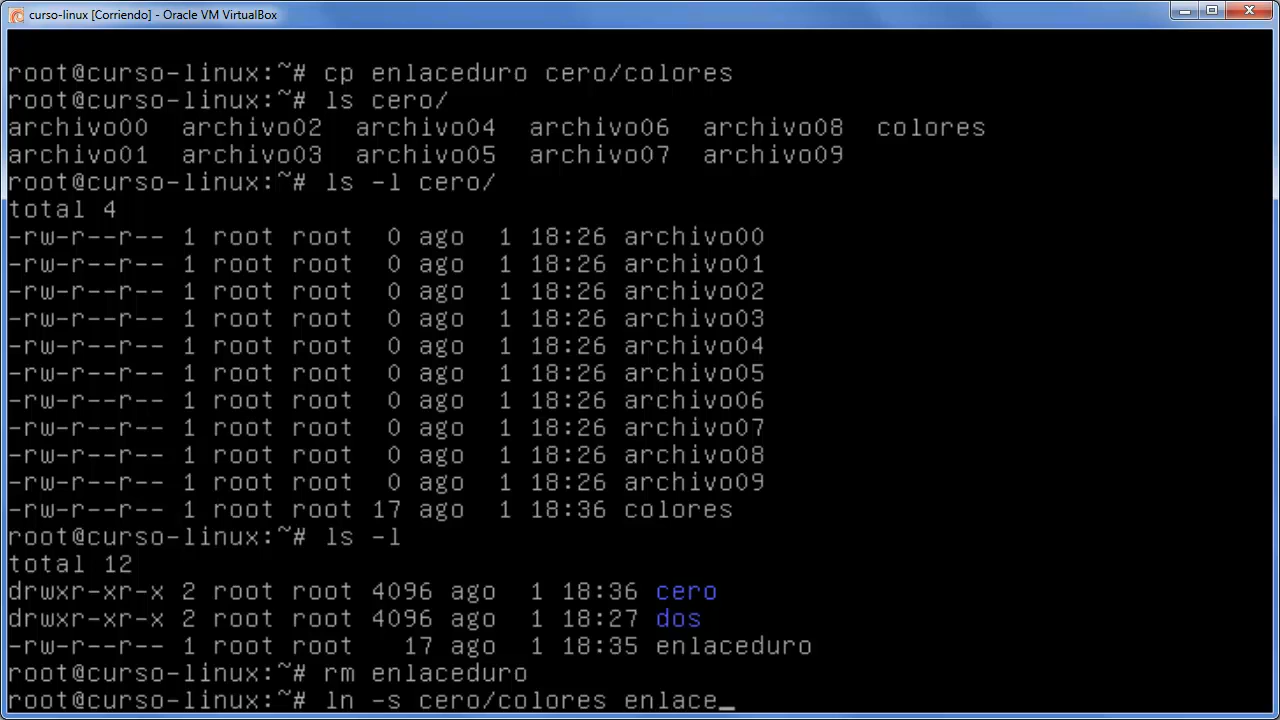 curso-linux [Corriendo] - Oracle VM VirtualBox
root@curso-linux:~# cp enlaceduro cero/colores
root@curso-linux:~# ls cero/
archivo00  archivo02  archivo04  archivo06  archivo08  colores
archivo01  archivo03  archivo05  archivo07  archivo09
root@curso-linux:~# ls -l cero/
total 4
-rw-r--r-- 1 root root  0 ago  1 18:26 archivo00
-rw-r--r-- 1 root root  0 ago  1 18:26 archivo01
-rw-r--r-- 1 root root  0 ago  1 18:26 archivo02
-rw-r--r-- 1 root root  0 ago  1 18:26 archivo03
-rw-r--r-- 1 root root  0 ago  1 18:26 archivo04
-rw-r--r-- 1 root root  0 ago  1 18:26 archivo05
-rw-r--r-- 1 root root  0 ago  1 18:26 archivo06
-rw-r--r-- 1 root root  0 ago  1 18:26 archivo07
-rw-r--r-- 1 root root  0 ago  1 18:26 archivo08
-rw-r--r-- 1 root root  0 ago  1 18:26 archivo09
-rw-r--r-- 1 root root 17 ago  1 18:36 colores
root@curso-linux:~# ls -l
total 12
drwxr-xr-x 2 root root 4096 ago  1 18:36 cero
drwxr-xr-x 2 root root 4096 ago  1 18:27 dos
-rw-r--r-- 1 root root   17 ago  1 18:35 enlaceduro
root@curso-linux:~# rm enlaceduro
root@curso-linux:~# ln -s cero/colores enlace_